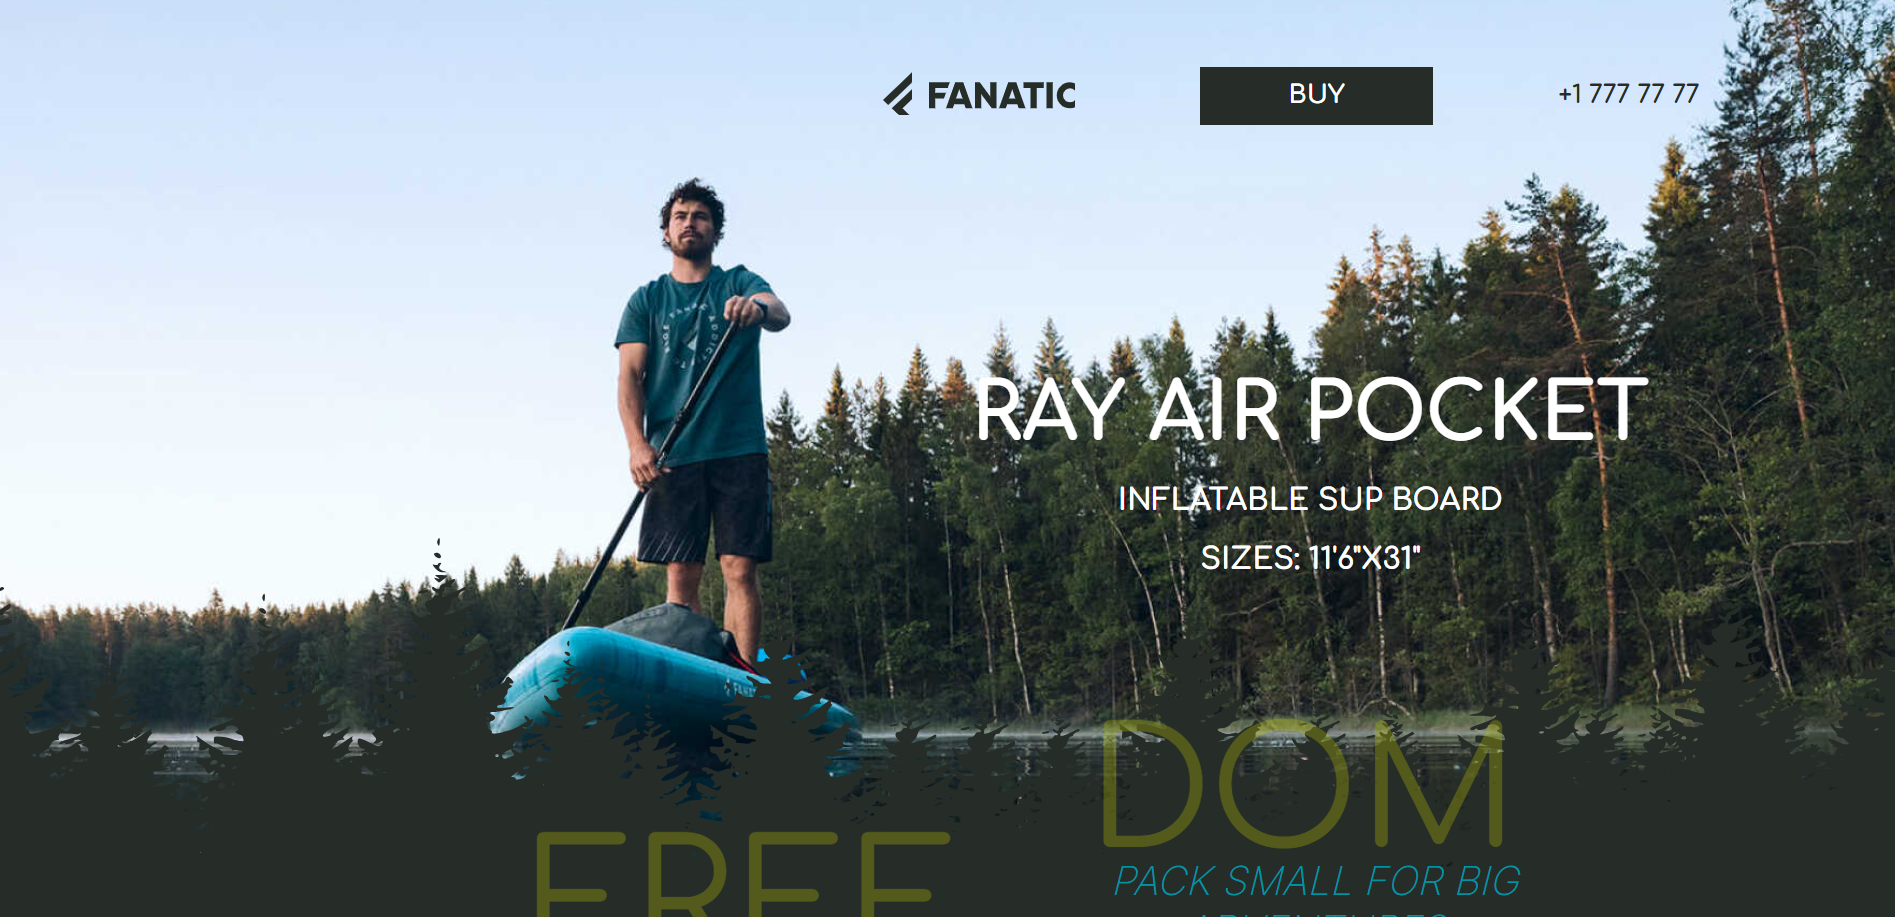 FANATIC
BUY
+1 777 77 77
RAY AIR POCKET
INFLATABLE SUP BOARD
SIZES: 11'6"X31"
DOM
FREE
PACK SMALL FOR BIG
ADVENTURES